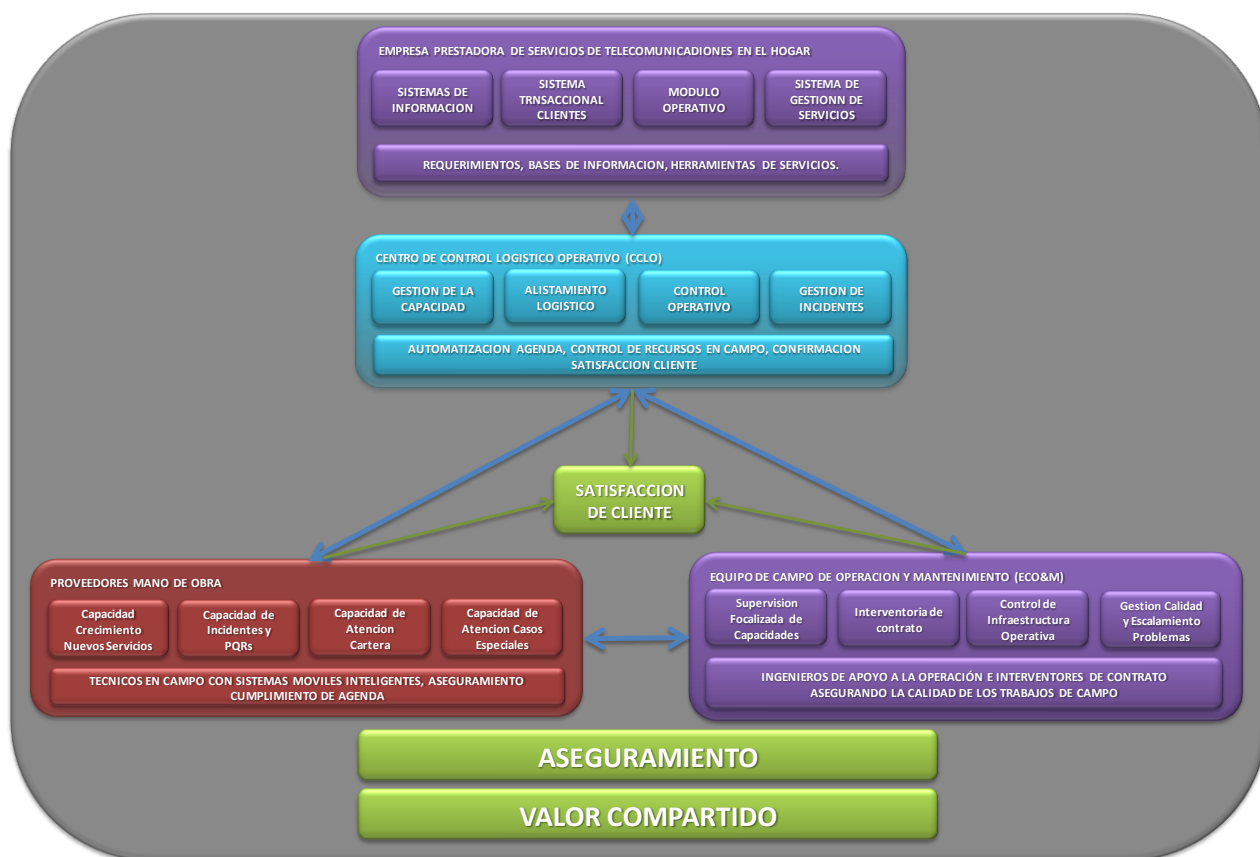 EMPRESA PRESTADORA DE SERVICIOS DE TELECOMUNICADIONES EN EL HOGAR
SISTEMAS DE
INFORMACION
SISTEMA
TRNSACCIONAL
CLIENTES
MODULO
OPERATIVO
SISTEMA DE
GESTIONN DE
SERVICIOS
REQUERIMIENTOS, BASES DE INFORMACION, HERRAMIENTAS DE SERVICIOS.
CENTRO DE CONTROL LOGISTICO OPERATIVO (CCLO)
GESTION DE LA
CAPACIDAD
ALISTAMIENTO
LOGISTICO
CONTROL
OPERATIVO
GESTION DE
INCIDENTES
AUTOMATIZACION AGENDA, CONTROL DE RECURSOS EN CAMPO, CONFIRMACION
SATISFACCION CLIENTE
SATISFACCION
DE CLIENTE
PROVEEDORES MANO DE OBRA
Capacidad
Crecimiento
Nuevos Servicios
Capacidad de
Incidentes y
PQRs
Capacidad de
Atencion
Cartera
Capacidad de
Atencion Casos
Especiales
TECNICOS EN CAMPO CON SISTEMAS MOVILES INTELIGENTES, ASEGURAMIENTO
CUMPLIMIENTO DE AGENDA
EQUIPO DE CAMPO DE OPERACION Y MANTENIMIENTO (ECO&M)
Supervision
Focalizada de
Capacidades
Interventoria de
contrato
Control de
Infraestructura
Operativa
Gestion Calidad
y Escalamiento
Problemas
INGENIEROS DE APOYO A LA OPERACIÓN E INTERVENTORES DE CONTRATO
ASEGURANDO LA CALIDAD DE LOS TRABAJOS DE CAMPO
ASEGURAMIENTO
VALOR COMPARTIDO